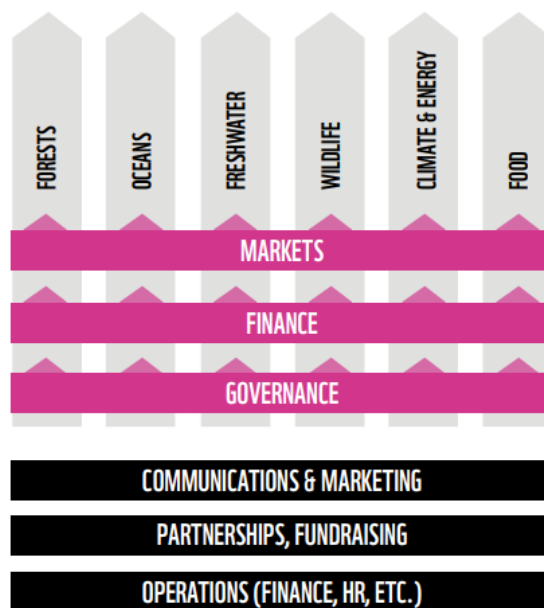 FORESTS
OCEANS
FRESHWATER
WILDLIFE
CLIMATE & ENERGY
FOOD
MARKETS
FINANCE
GOVERNANCE
COMMUNICATIONS & MARKETING
PARTNERSHIPS, FUNDRAISING
OPERATIONS (FINANCE, HR, ETC.)